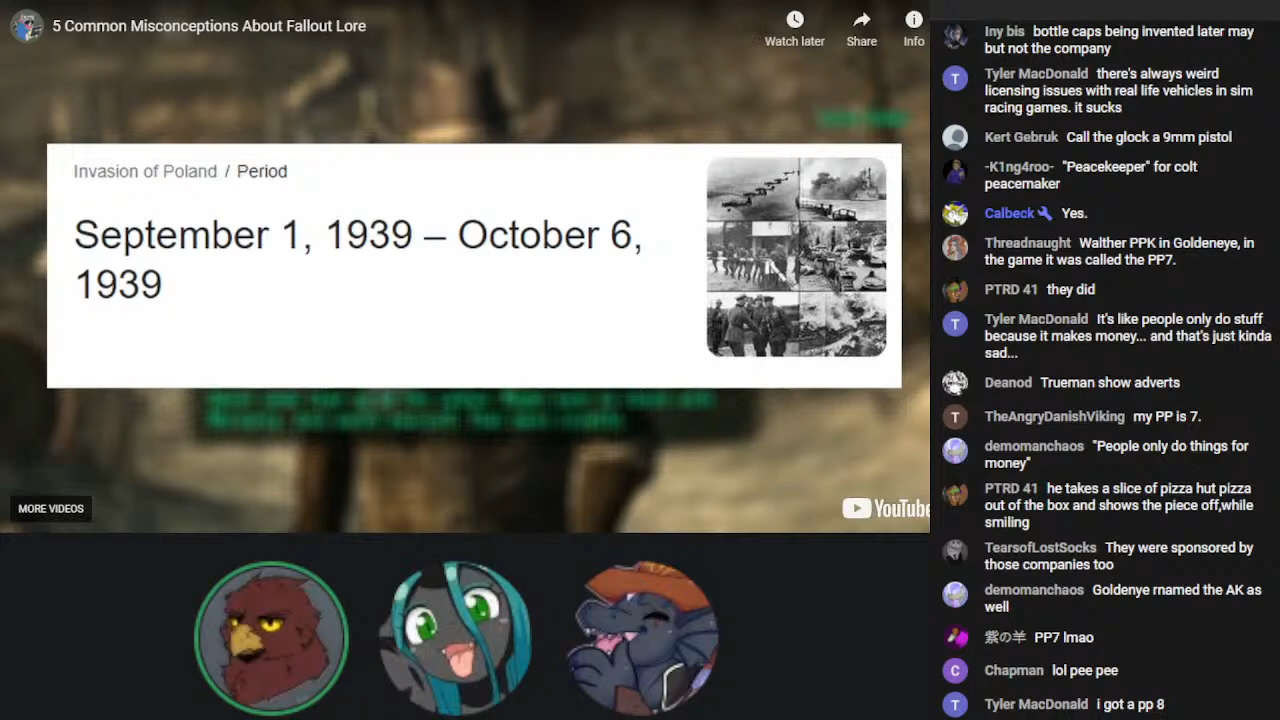 5 Common Misconceptions About Fallout Lore
Watch later
Share
Info
Invasion of Poland / Period
September 1, 1939 – October 6,
1939
MORE VIDEOS
YouTube
Iny bis bottle caps being invented later may
but not the company
Tyler MacDonald there's always weird
licensing issues with real life vehicles in sim
racing games. it sucks
Kert Gebruk Call the glock a 9mm pistol
-K1ng4roo- "Peacekeeper" for colt
peacemaker
Calbeck Yes.
Threadnaught Walther PPK in Goldeneye, in
the game it was called the PP7.
PTRD 41 they did
Tyler MacDonald It's like people only do stuff
because it makes money... and that's just kinda
sad...
Deanod Trueman show adverts
TheAngryDanishViking my PP is 7.
demomanchaos "People only do things for
money"
PTRD 41 he takes a slice of pizza hut pizza
out of the box and shows the piece off,while
smiling
TearsofLostSocks They were sponsored by
those companies too
demomanchaos Goldenye rnamed the AK as
well
紫の羊 PP7 lmao
Chapman lol pee pee
Tyler MacDonald i got a pp 8
T
T
T
C
T